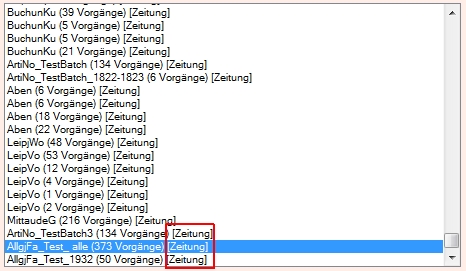 BuchunKu (39 Vorgänge) [Zeitung]
BuchunKu (5 Vorgänge) [Zeitung]
BuchunKu (5 Vorgänge) [Zeitung]
BuchunKu (21 Vorgänge) [Zeitung]
ArtiNo_TestBatch (134 Vorgänge) [Zeitung]
ArtiNo_TestBatch_1822-1823 (6 Vorgänge) [Zeitung]
Aben (6 Vorgänge) [Zeitung]
Aben (6 Vorgänge) [Zeitung]
Aben (18 Vorgänge) [Zeitung]
Aben (22 Vorgänge) [Zeitung]
LeipjWo (48 Vorgänge) [Zeitung]
LeipVo (53 Vorgänge) [Zeitung]
LeipVo (12 Vorgänge) [Zeitung]
LeipVo (4 Vorgänge) [Zeitung]
LeipVo (1 Vorgänge) [Zeitung]
LeipVo (2 Vorgänge) [Zeitung]
MittaudeG (216 Vorgänge) [Zeitung]
ArtiNo_TestBatch3 (134 Vorgänge) [Zeitung]
AllgjFa_Test_ alle (373 Vorgänge) [Zeitung]
AllgjFa_Test_1932 (50 Vorgänge) [Zeitung]